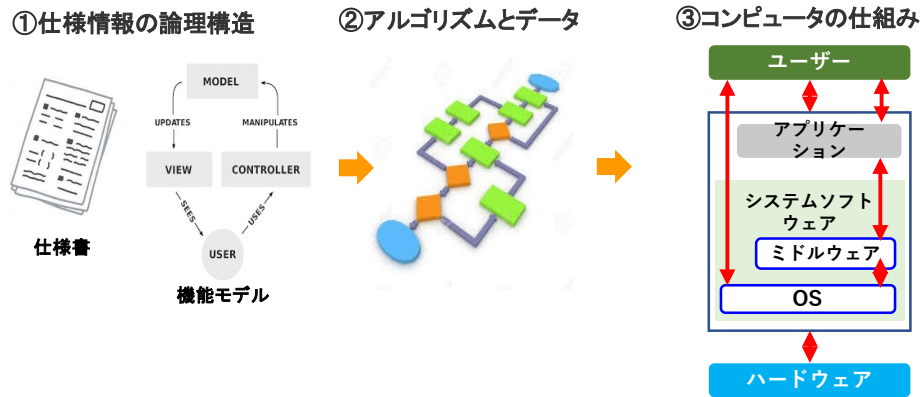 ①仕様情報の論理構造
②アルゴリズムとデータ
③コンピュータの仕組み
MODEL
UPDATES
MANIPULATES
VIEW
CONTROLLER
SEES
USES
USER
仕様書
機能モデル
ユーザー
アプリケー
ション
システムソフト
ウェア
ミドルウェア
OS
ハードウェア